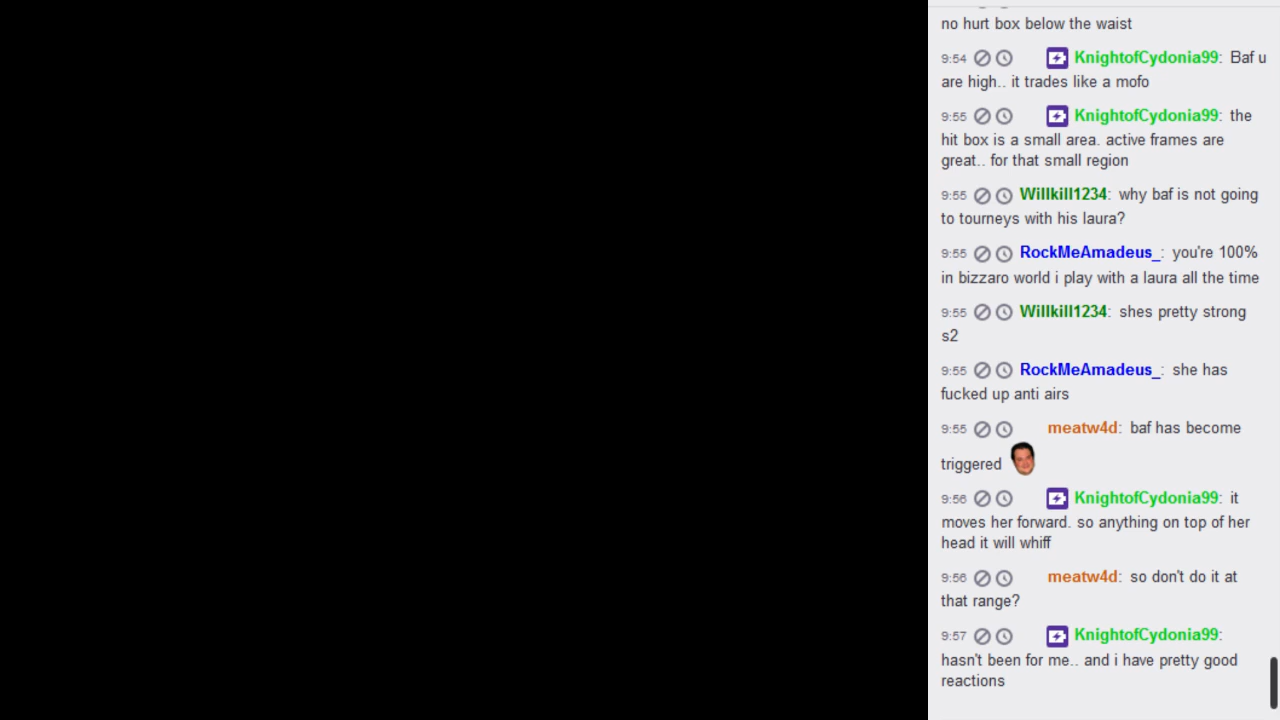 no hurt box below the waist
9:54 KnightofCydonia99: Baf u
are high.. it trades like a mofo
9:55 KnightofCydonia99: the
hit box is a small area. active frames are
great.. for that small region
9:55 Willkill1234: why baf is not going
to tourneys with his laura?
9:55 RockMeAmadeus_: you're 100%
in bizzaro world i play with a laura all the time
9:55 Willkill1234: shes pretty strong
s2
9:55 RockMeAmadeus_: she has
fucked up anti airs
9:55 meatw4d: baf has become
triggered
9:56 KnightofCydonia99: it
moves her forward. so anything on top of her
head it will whiff
9:56 meatw4d: so don't do it at
that range?
9:57 KnightofCydonia99:
hasn't been for me.. and i have pretty good
reactions